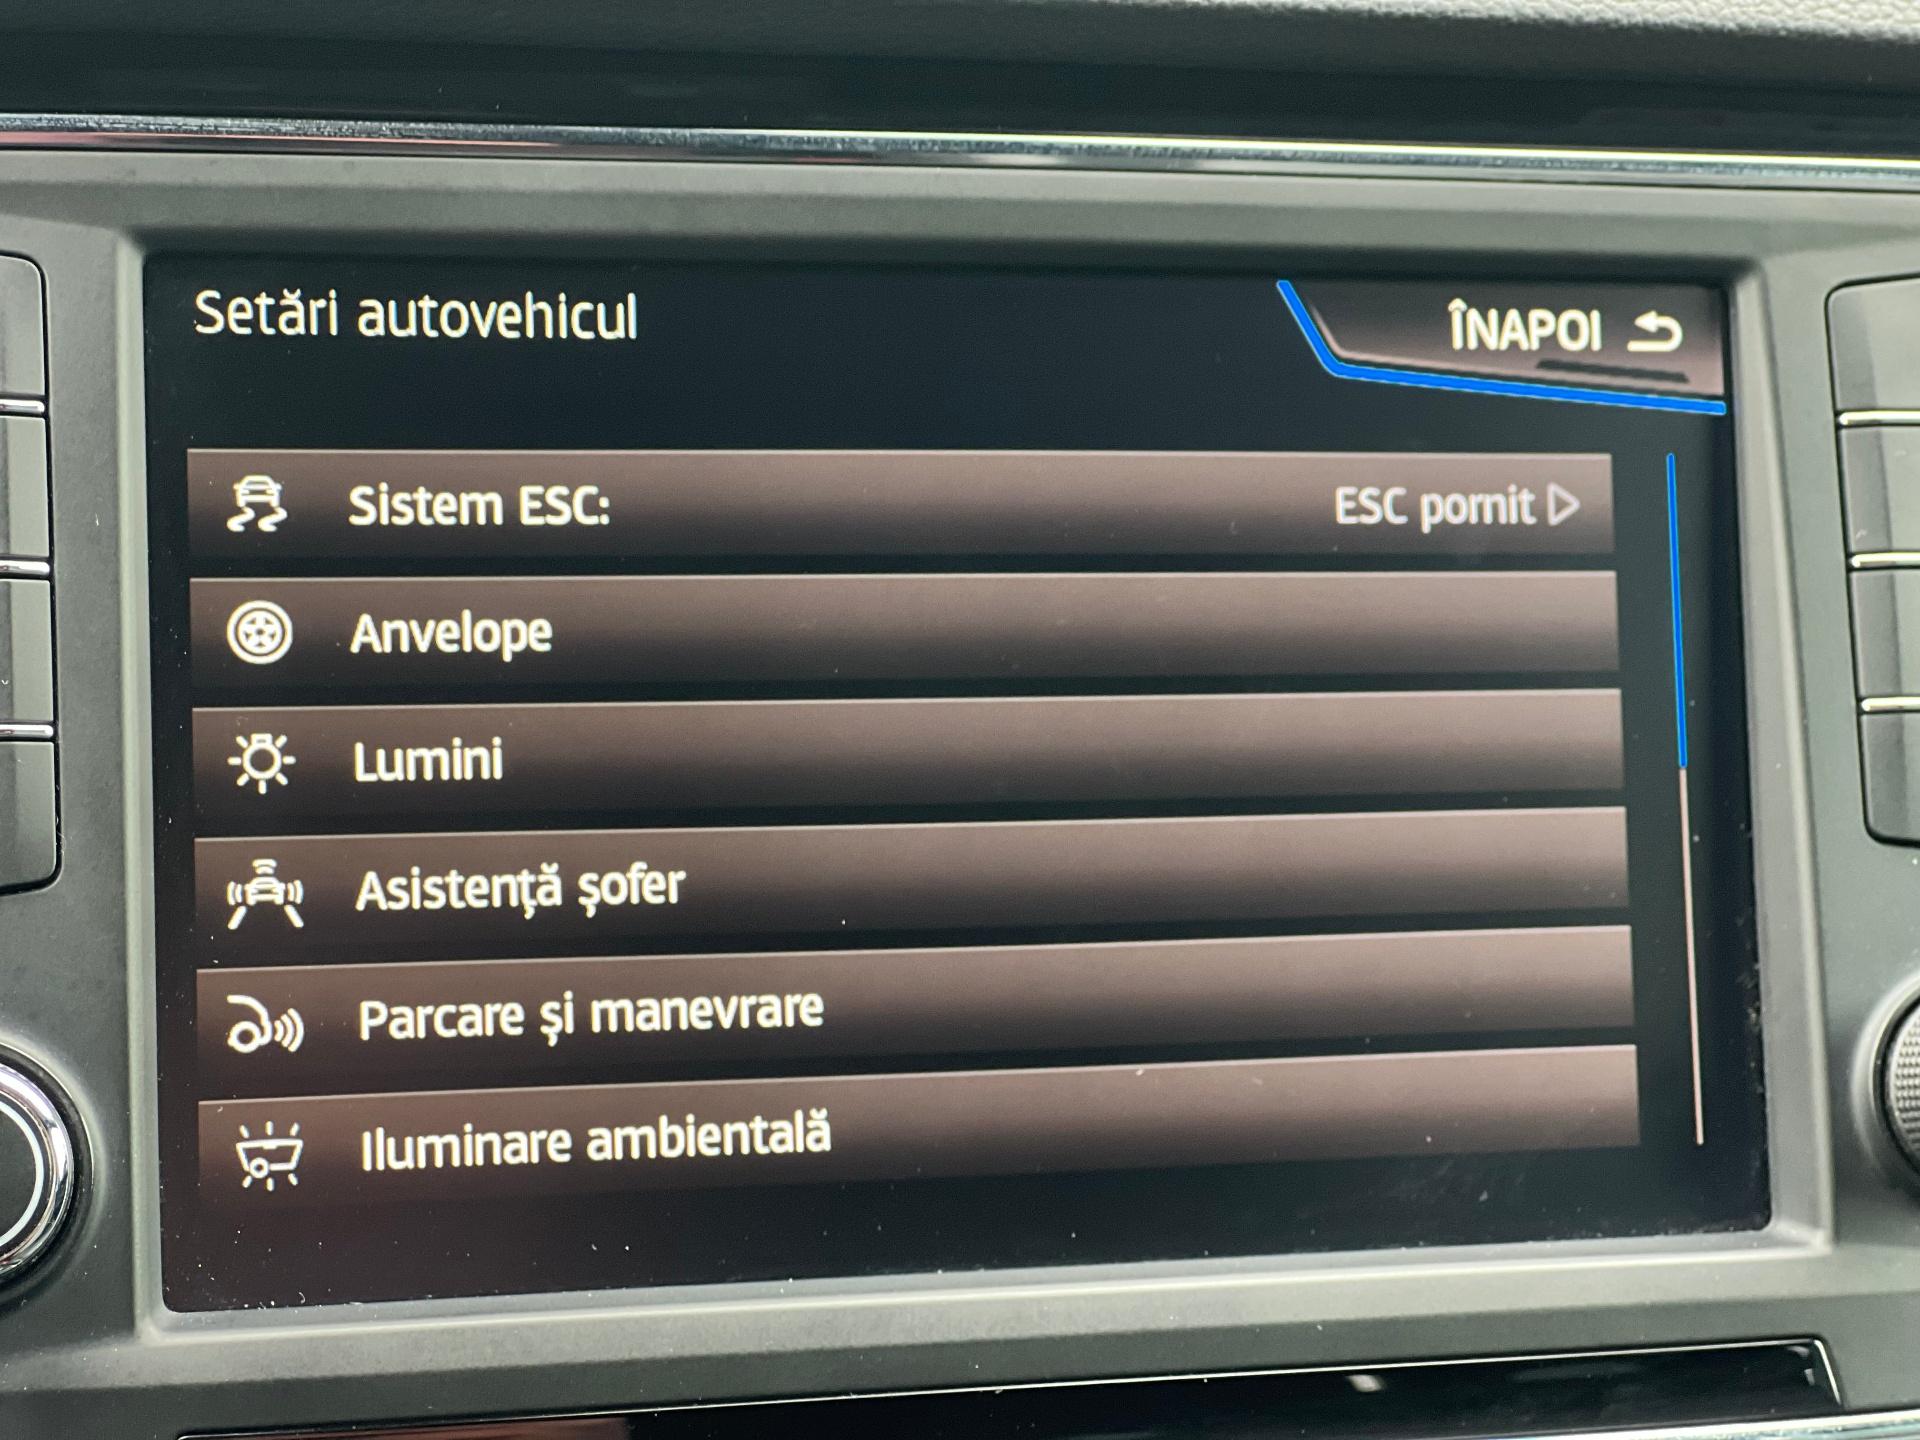 Setări autovehicul
ÎNAPOI
Sistem ESC:
ESC pornit
Anvelope
Lumini
Asistență șofer
Parcare și manevrare
Iluminare ambientală